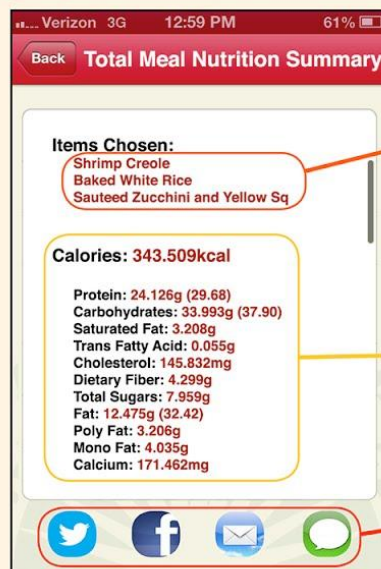 Verizon 3G 12:59 PM 61%
Back Total Meal Nutrition Summary
Items Chosen:
Shrimp Creole
Baked White Rice
Sauteed Zucchini and Yellow Sq
Calories: 343.509kcal
Protein: 24.126g (29.68)
Carbohydrates: 33.993g (37.90)
Saturated Fat: 3.208g
Trans Fatty Acid: 0.055g
Cholesterol: 145.832mg
Dietary Fiber: 4.299g
Total Sugars: 7.959g
Fat: 12.475g (32.42)
Poly Fat: 3.206g
Mono Fat: 4.035g
Calcium: 171.462mg